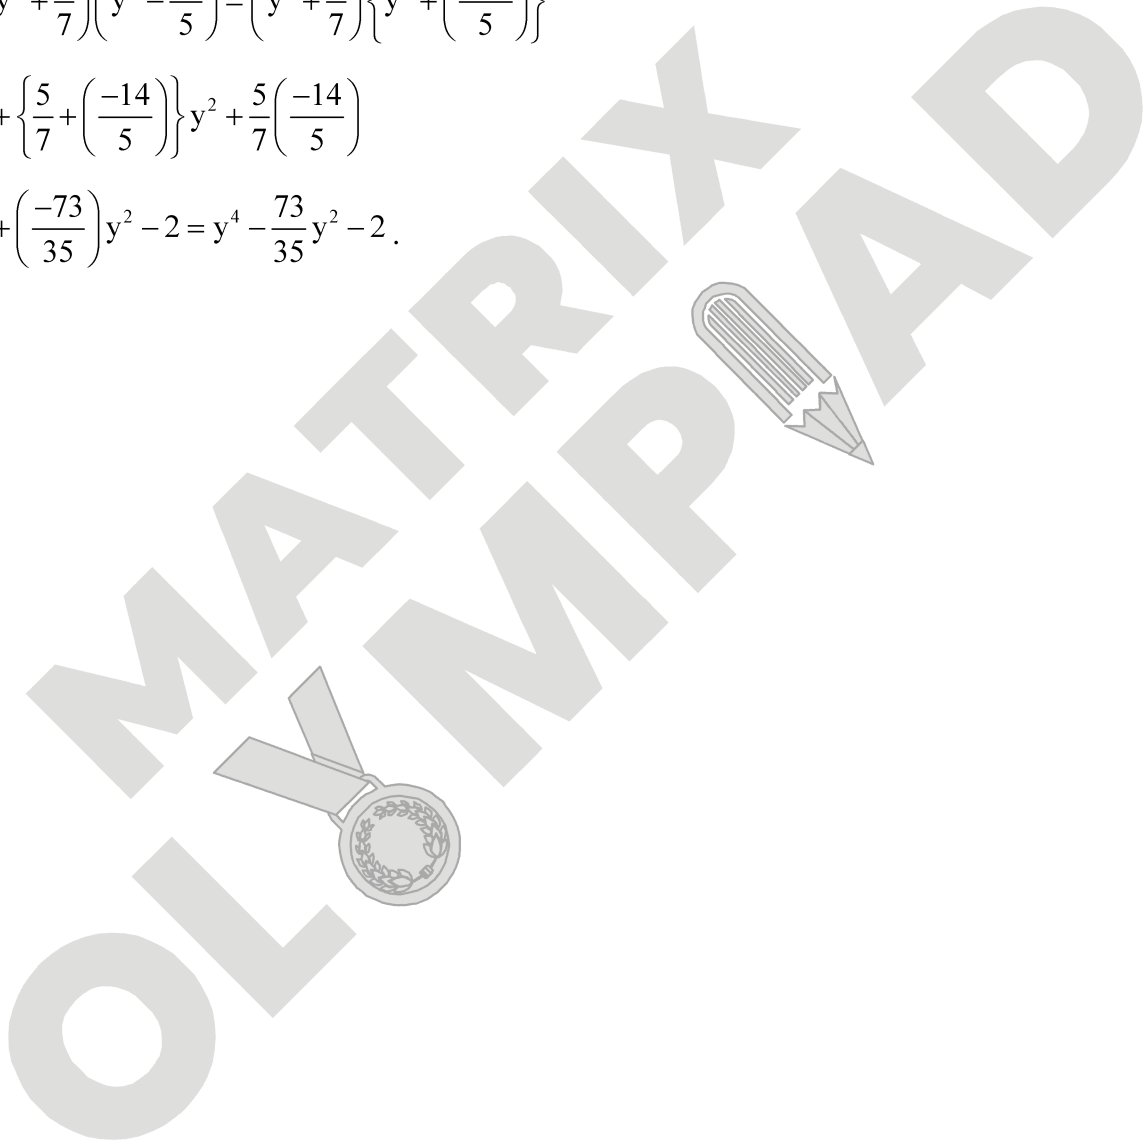 + {5/7 + (−14/5)} y² + 5/7 (−14/5)
+ (−73/35) y² − 2 = y⁴ − 73/35 y² − 2 .
MATRIX
OLYMPIAD